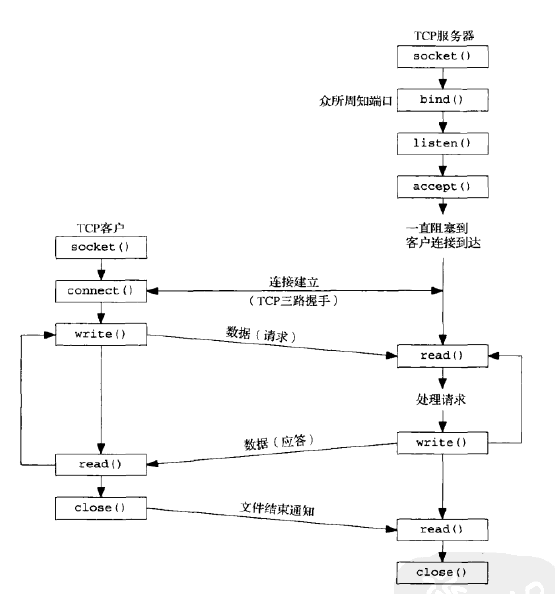 TCP服务器
socket()
众所周知端口
bind()
listen()
accept()
一直阻塞到
客户连接到达
TCP客户
socket()
connect()
连接建立
（TCP三路握手）
write()
数据（请求）
read()
处理请求
数据（应答）
write()
read()
close()
文件结束通知
read()
close()